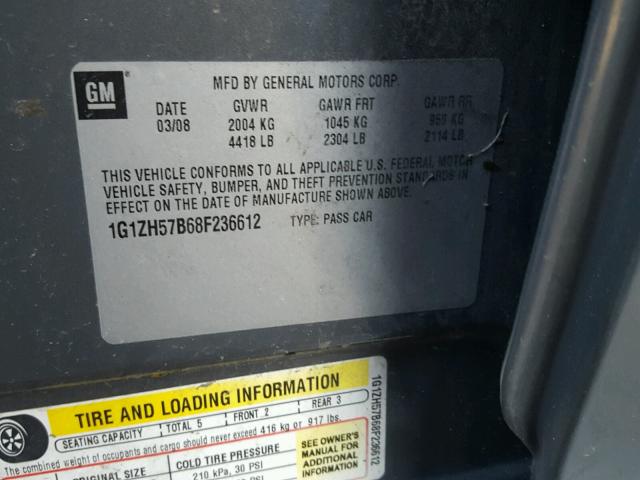 GM
MFD BY GENERAL MOTORS CORP.
DATE GVWR GAWR FRT GAWR RR
03/08 2004 KG 1045 KG 959 KG
4418 LB 2304 LB 2114 LB
THIS VEHICLE CONFORMS TO ALL APPLICABLE U.S. FEDERAL MOTOR
VEHICLE SAFETY, BUMPER, AND THEFT PREVENTION STANDARDS IN
EFFECT ON THE DATE OF MANUFACTURE SHOWN ABOVE.
1G1ZH57B68F236612 TYPE: PASS CAR
TIRE AND LOADING INFORMATION
SEATING CAPACITY TOTAL 5 FRONT 2 REAR 3
The combined weight of occupants and cargo should never exceed 416 kg or 917 lbs.
ORIGINAL SIZE COLD TIRE PRESSURE
210 kPa, 30 PSI
SEE OWNER'S
MANUAL FOR
ADDITIONAL
INFORMATION
1G1ZH57B68F236612